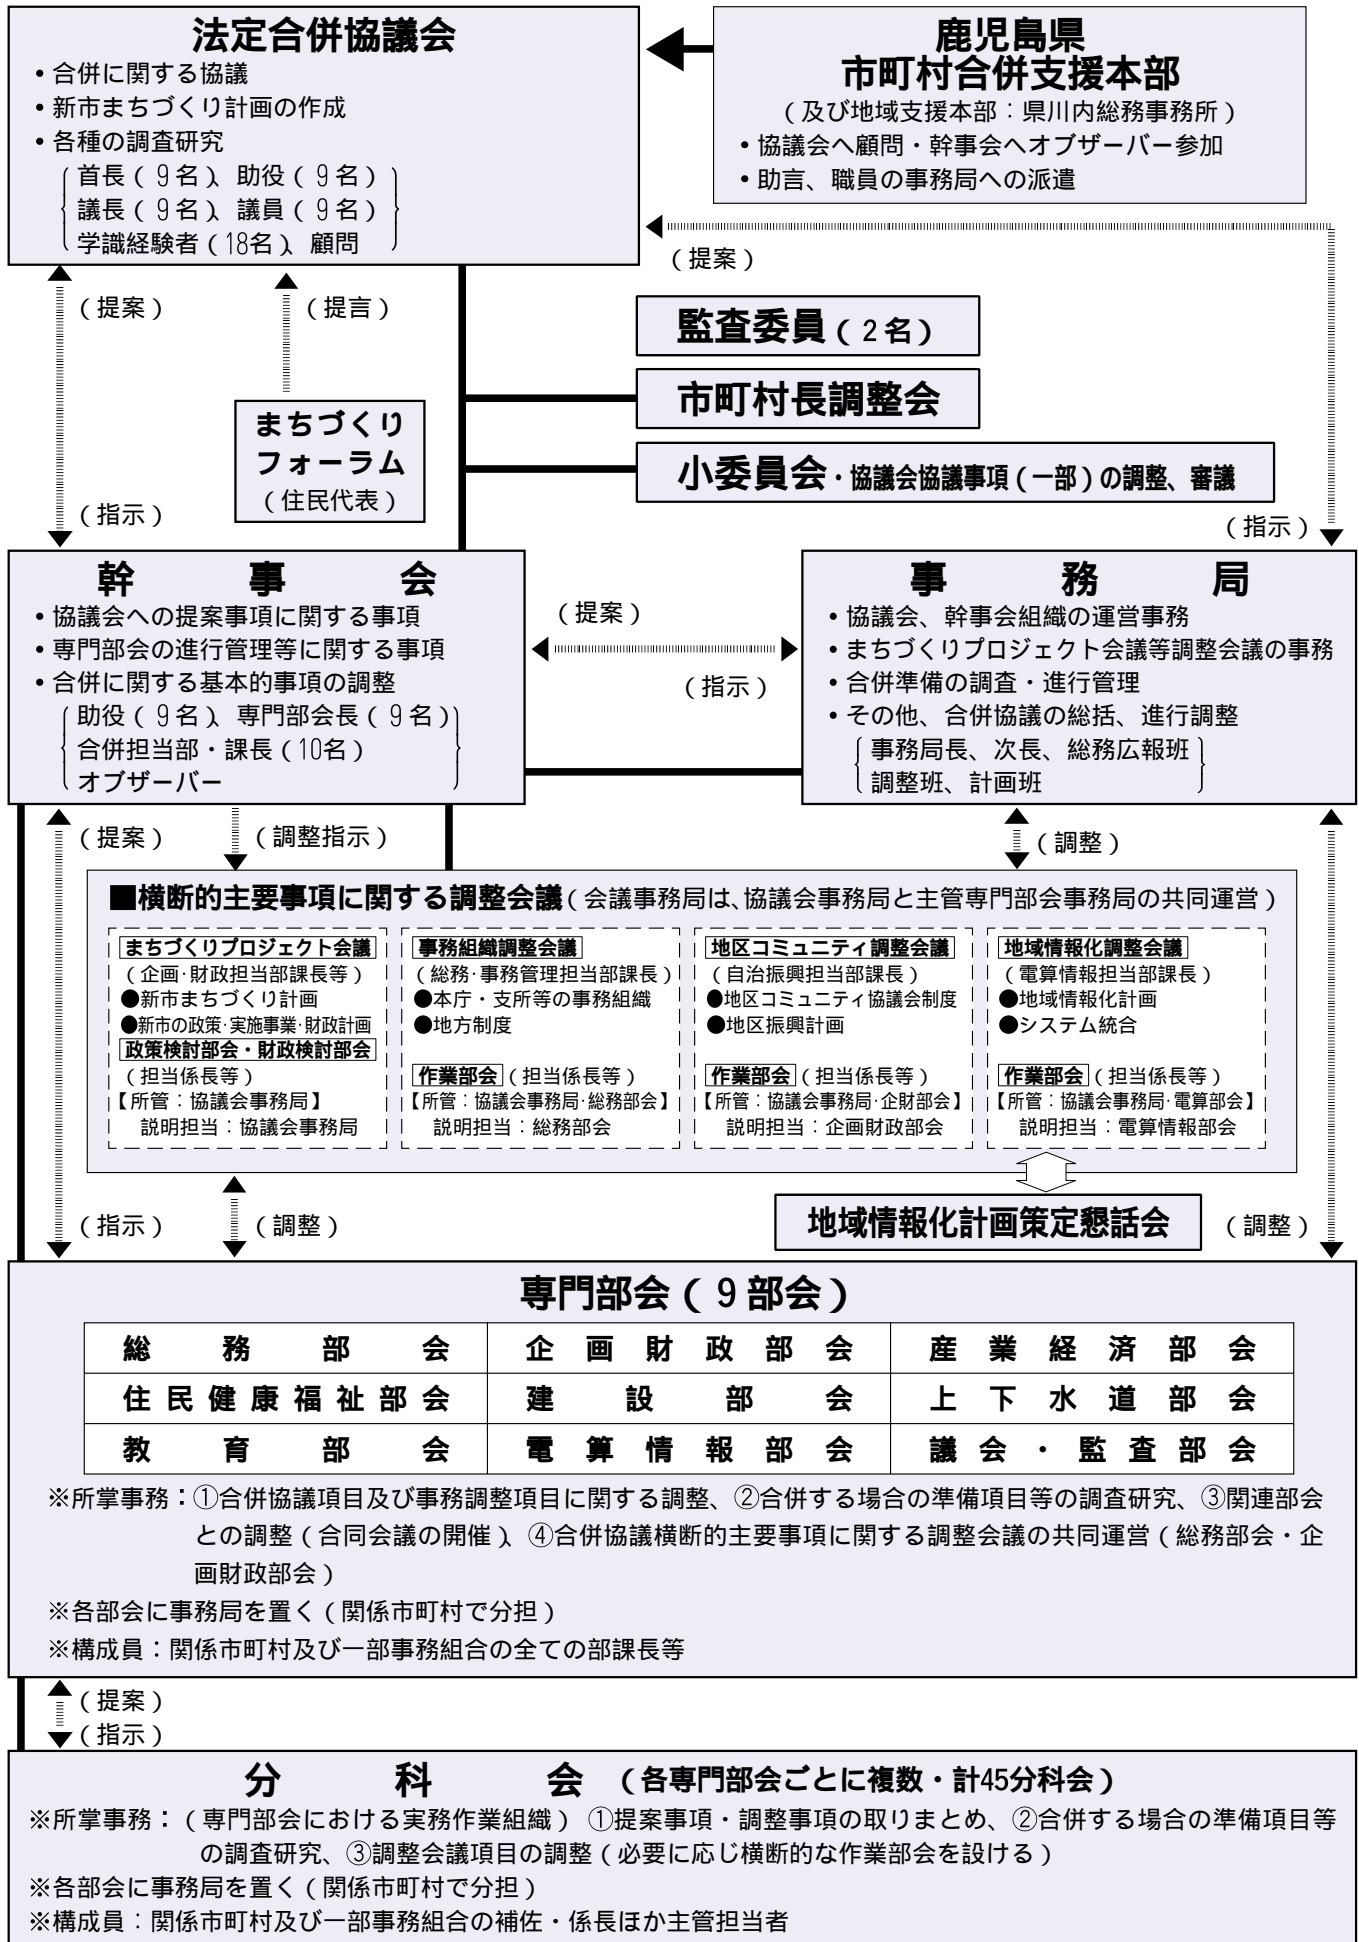 法定合併協議会
・合併に関する協議
・新市まちづくり計画の作成
・各種の調査研究
首長(9名)、助役(9名)
議長(9名)、議員(9名)
学識経験者(18名)、顧問
鹿児島県
市町村合併支援本部
(及び地域支援本部:県川内総務事務所)
・協議会へ顧問・幹事会へオブザーバー参加
・助言、職員の事務局への派遣
(提案)
(提案)
(提言)
監査委員(2名)
市町村長調整会
小委員会・協議会協議事項(一部)の調整、審議
まちづくり
フォーラム
(住民代表)
(指示)
(指示)
幹事会
・協議会への提案事項に関する事項
・専門部会の進行管理等に関する事項
・合併に関する基本的事項の調整
助役(9名)、専門部会長(9名)
合併担当部・課長(10名)
オブザーバー
(提案)
(指示)
事務局
・協議会、幹事会組織の運営事務
・まちづくりプロジェクト会議等調整会議の事務
・合併準備の調査・進行管理
・その他、合併協議の総括、進行調整
事務局長、次長、総務広報班
調整班、計画班
(提案)
(調整指示)
(調整)
■横断的主要事項に関する調整会議(会議事務局は、協議会事務局と主管専門部会事務局の共同運営)
まちづくりプロジェクト会議
(企画・財政担当部課長等)
●新市まちづくり計画
●新市の政策・実施事業・財政計画
政策検討部会・財政検討部会
(担当係長等)
【所管:協議会事務局】
説明担当:協議会事務局
事務組織調整会議
(総務・事務管理担当部課長)
●本庁・支所等の事務組織
●地方制度
作業部会(担当係長等)
【所管:協議会事務局・総務部会】
説明担当:総務部会
地区コミュニティ調整会議
(自治振興担当部課長)
●地区コミュニティ協議会制度
●地区振興計画
作業部会(担当係長等)
【所管:協議会事務局・企財部会】
説明担当:企画財政部会
地域情報化調整会議
(電算情報担当部課長)
●地域情報化計画
●システム統合
作業部会(担当係長等)
【所管:協議会事務局・電算部会】
説明担当:電算情報部会
(指示)
(調整)
地域情報化計画策定懇話会
(調整)
専門部会(9部会)
総務部会 企画財政部会 産業経済部会
住民健康福祉部会 建設部会 上下水道部会
教育部会 電算情報部会 議会・監査部会
※所掌事務:①合併協議項目及び事務調整項目に関する調整、②合併する場合の準備項目等の調査研究、③関連部会
との調整(合同会議の開催)、④合併協議横断的主要事項に関する調整会議の共同運営(総務部会・企
画財政部会)
※各部会に事務局を置く(関係市町村で分担)
※構成員:関係市町村及び一部事務組合の全ての部課長等
(提案)
(指示)
分科会(各専門部会ごとに複数・計45分科会)
※所掌事務:(専門部会における実務作業組織)①提案事項・調整事項の取りまとめ、②合併する場合の準備項目等
の調査研究、③調整会議項目の調整(必要に応じ横断的な作業部会を設ける)
※各部会に事務局を置く(関係市町村で分担)
※構成員:関係市町村及び一部事務組合の補佐・係長ほか主管担当者